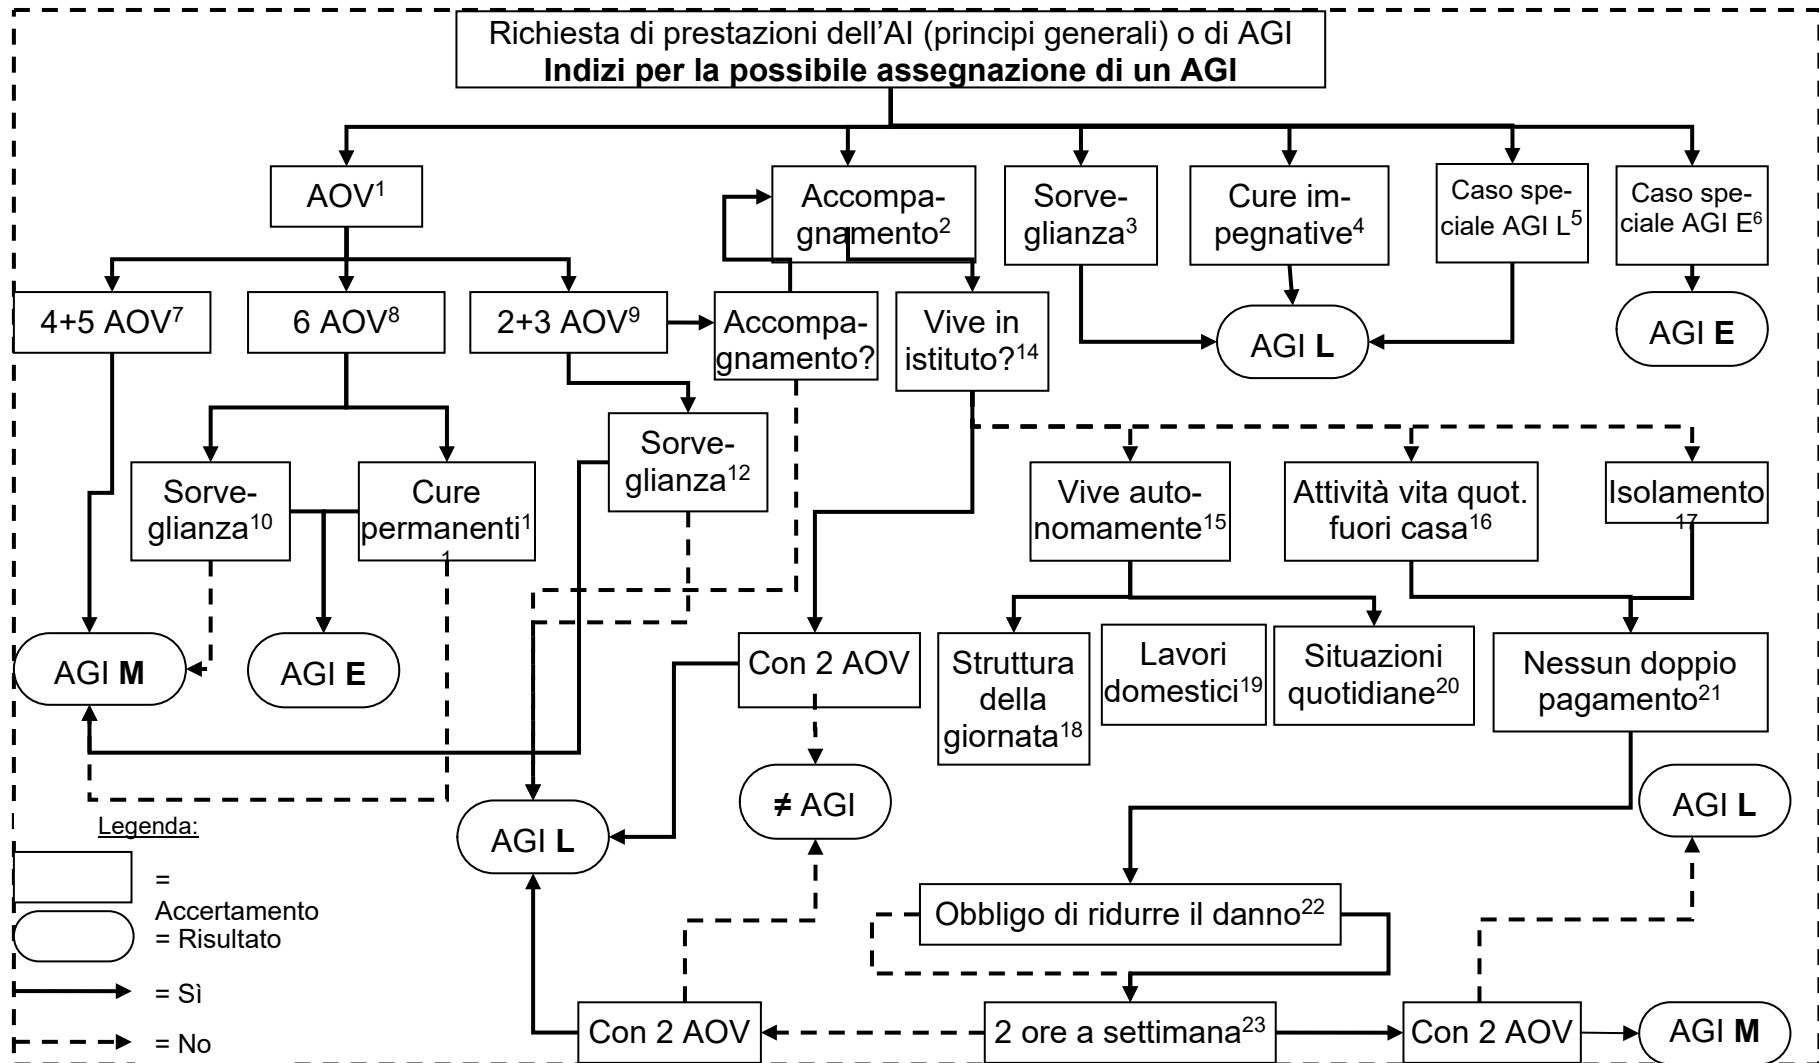 Richiesta di prestazioni dell'AI (principi generali) o di AGI
Indizi per la possibile assegnazione di un AGI
AOV¹
Accompa-
gnamento²
Sorve-
glianza³
Cure im-
pegnative⁴
Caso spe-
ciale AGI L⁵
Caso spe-
ciale AGI E⁶
4+5 AOV⁷
6 AOV⁸
2+3 AOV⁹
Accompa-
gnamento?
Vive in
istituto?¹⁴
AGI L
AGI E
Sorve-
glianza¹⁰
Cure
permanenti¹
1
Sorve-
glianza¹²
Vive auto-
nomamente¹⁵
Attività vita quot.
fuori casa¹⁶
Isolamento
17
AGI M
AGI E
Con 2 AOV
Struttura
della
giornata¹⁸
Lavori
domestici¹⁹
Situazioni
quotidiane²⁰
Nessun doppio
pagamento²¹
AGI L
≠ AGI
AGI L
Legenda:
=
Accertamento
= Risultato
= Sì
= No
Obbligo di ridurre il danno²²
Con 2 AOV
2 ore a settimana²³
Con 2 AOV
AGI M